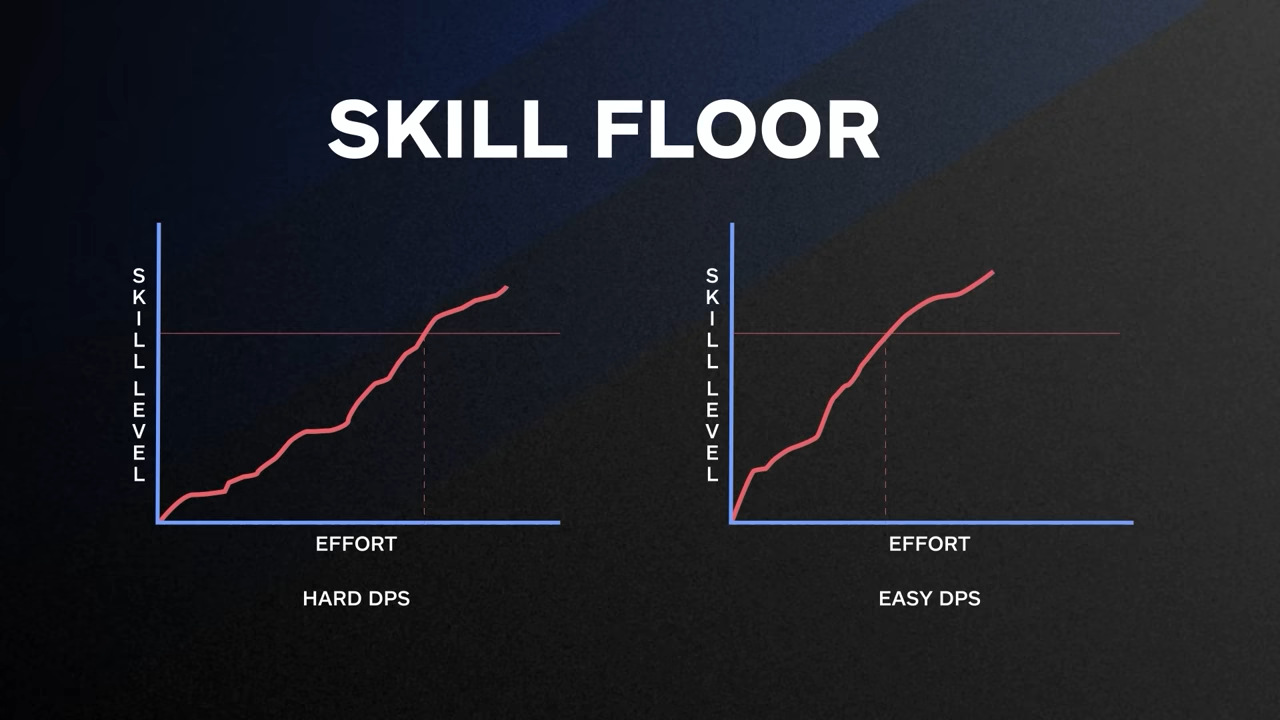 SKILL FLOOR
SKILL LEVEL
EFFORT
HARD DPS
SKILL LEVEL
EFFORT
EASY DPS